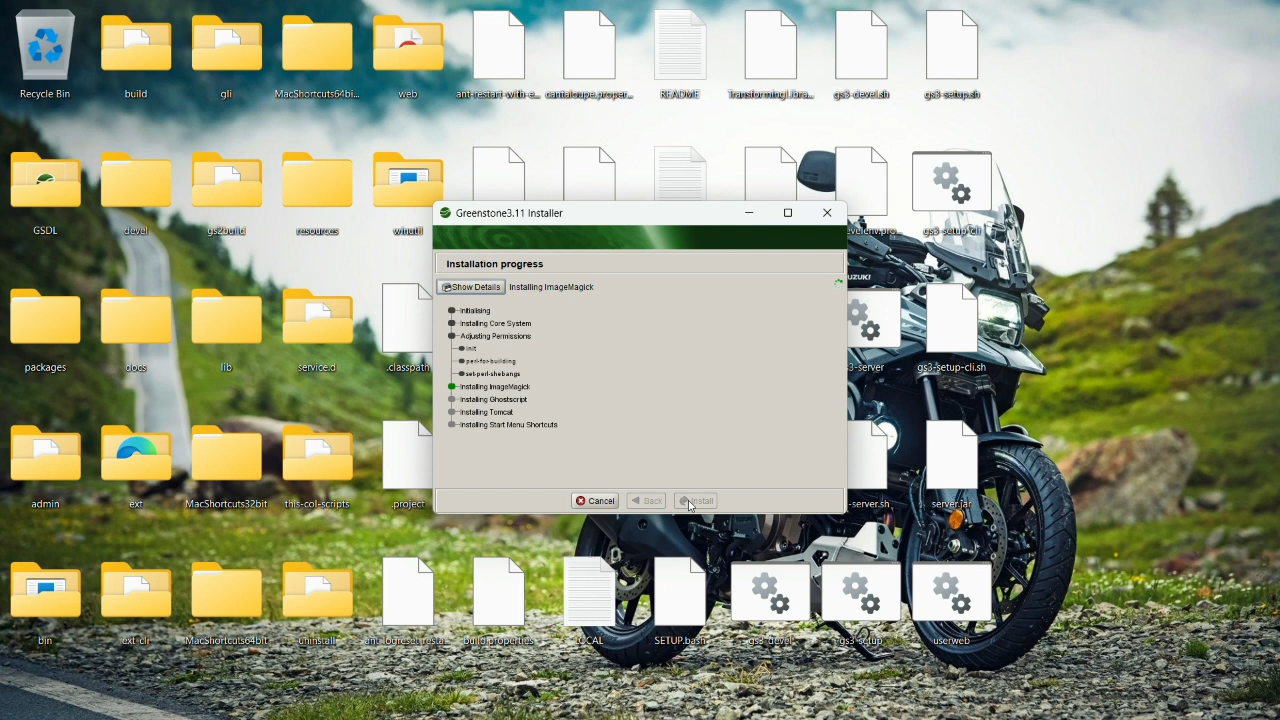 Recycle Bin
build
gli
MacShortcuts64bi...
web
ant-restart-with-e...
cantaloupe.proper...
README
TransformingLibra...
gs3-devel.sh
gs3-setup.sh
GSDL
devel
gs2build
resources
winutil
gs3-setup-cli
SUZUKI
Greenstone3.11 Installer
Installation progress
Show Details
Installing ImageMagick
Initialising
Installing Core System
Adjusting Permissions
init
perl-for-building
set-perl-shebangs
Installing ImageMagick
Installing Ghostscript
Installing Tomcat
Installing Start Menu Shortcuts
Cancel
Back
Install
packages
docs
lib
service.d
.classpath
gs3-setup-cli.sh
admin
ext
MacShortcuts32bit
this-col-scripts
.project
server.jar
bin
ext-cli
MacShortcuts64bit
uninstall
build.properties
LOCAL
SETUP.bash
gs3-devel
gs3-setup
userweb